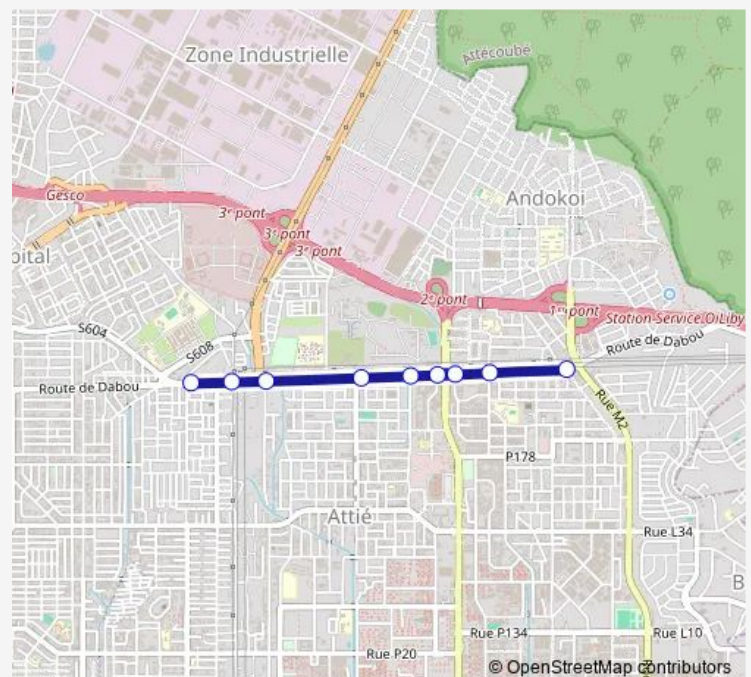 Zone Industrielle
Attécoubé
Gesco
3ᵉ pont
3ᵉ pont
3ᵉ pont
Andokoi
pital
2ᵉ pont
1ᵉʳ pont
Station-Service OiLiby
S604
S608
Route de Dabou
Route de Dabou
Rue M2
P178
Attié
Rue L34
B
Rue P134
Rue L10
Rue P20
© OpenStreetMap contributors